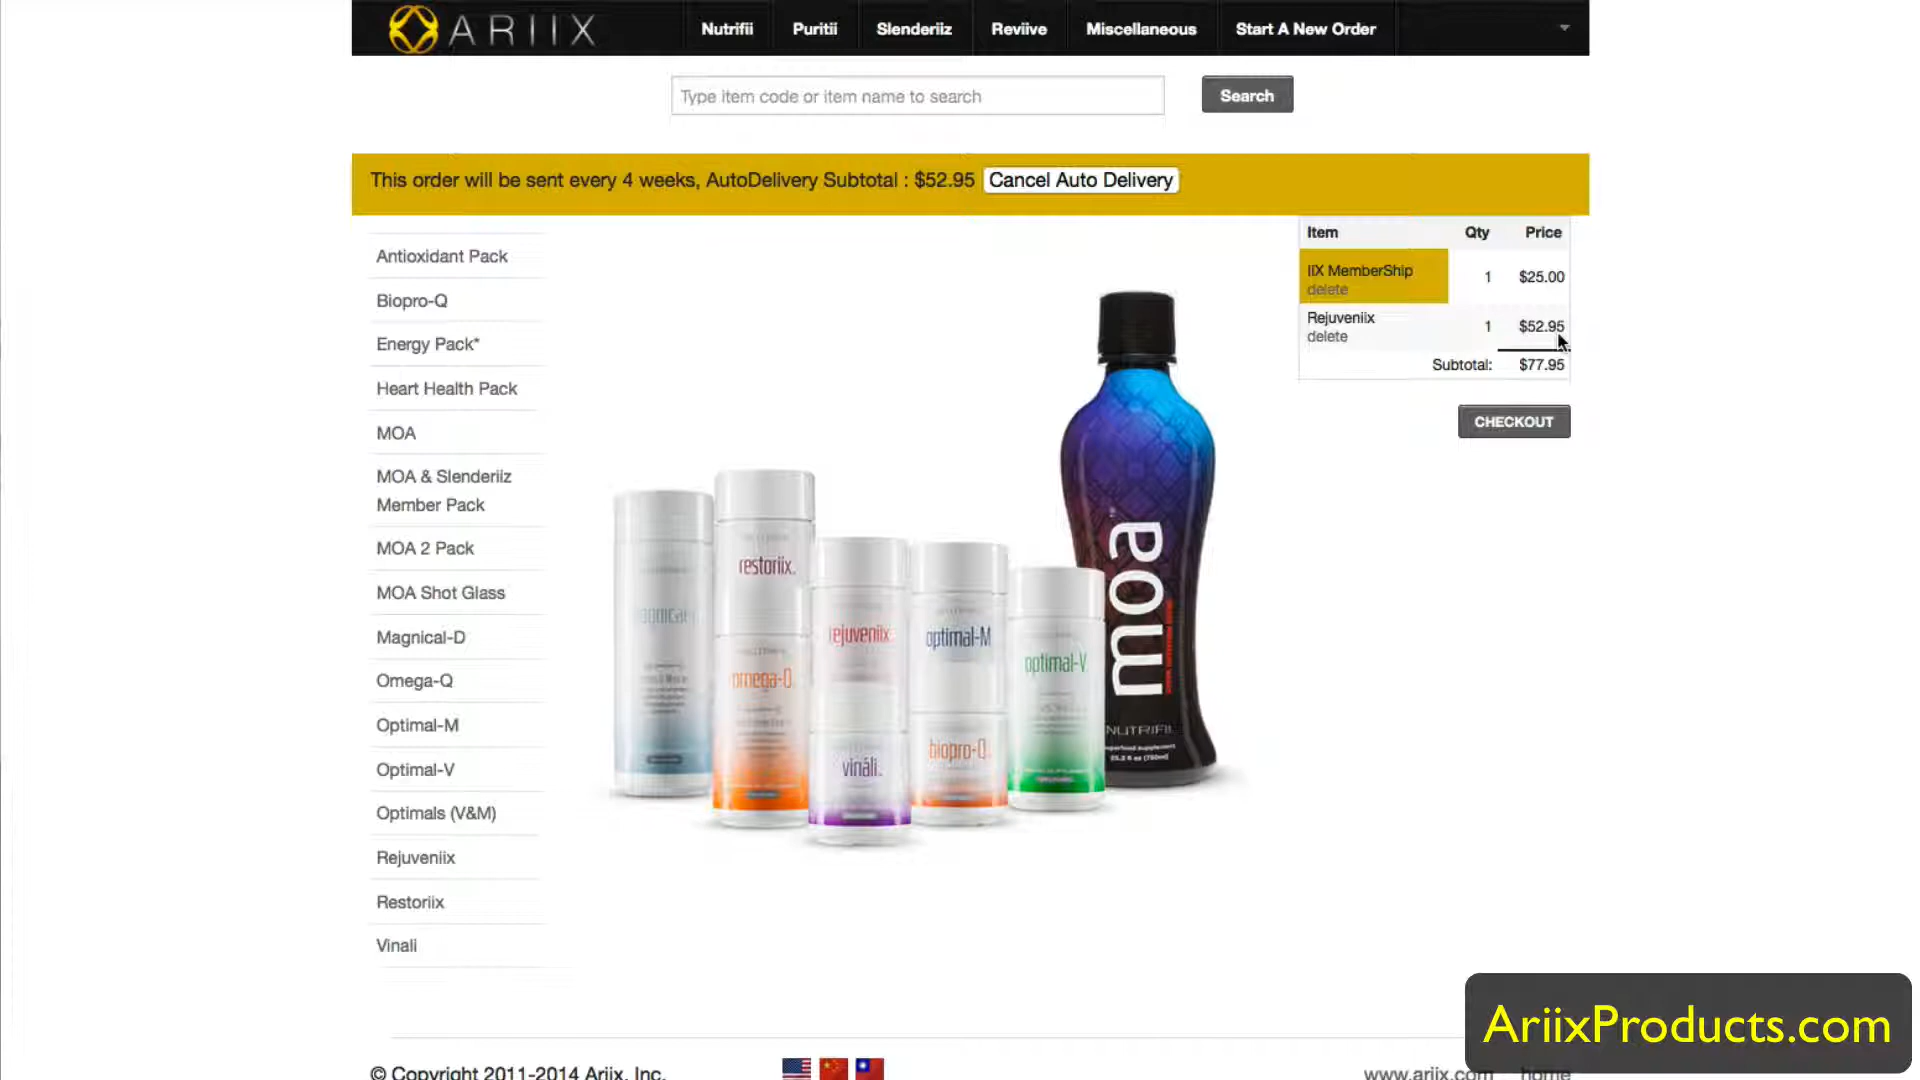 ARIIX
Nutrifii
Puritii
Slenderiiz
Reviive
Miscellaneous
Start A New Order
Type item code or item name to search
Search
This order will be sent every 4 weeks, AutoDelivery Subtotal : $52.95 Cancel Auto Delivery
Antioxidant Pack
Biopro-Q
Energy Pack*
Heart Health Pack
MOA
MOA & Slenderiiz
Member Pack
MOA 2 Pack
MOA Shot Glass
Magnical-D
Omega-Q
Optimal-M
Optimal-V
Optimals (V&M)
Rejuveniix
Restoriix
Vinali
restoriix.
omega-Q.
rejuveniix.
vináli.
optimal-M
biopro-Q.
optimal-V.
moa
NUTRIFII
25.2 fl oz (750ml)
Item Qty Price
IIX MemberShip 1 $25.00
delete
Rejuveniix 1 $52.95
delete
Subtotal: $77.95
CHECKOUT
AriixProducts.com
© Copyright 2011-2014 Ariix, Inc.
www.ariix.com home